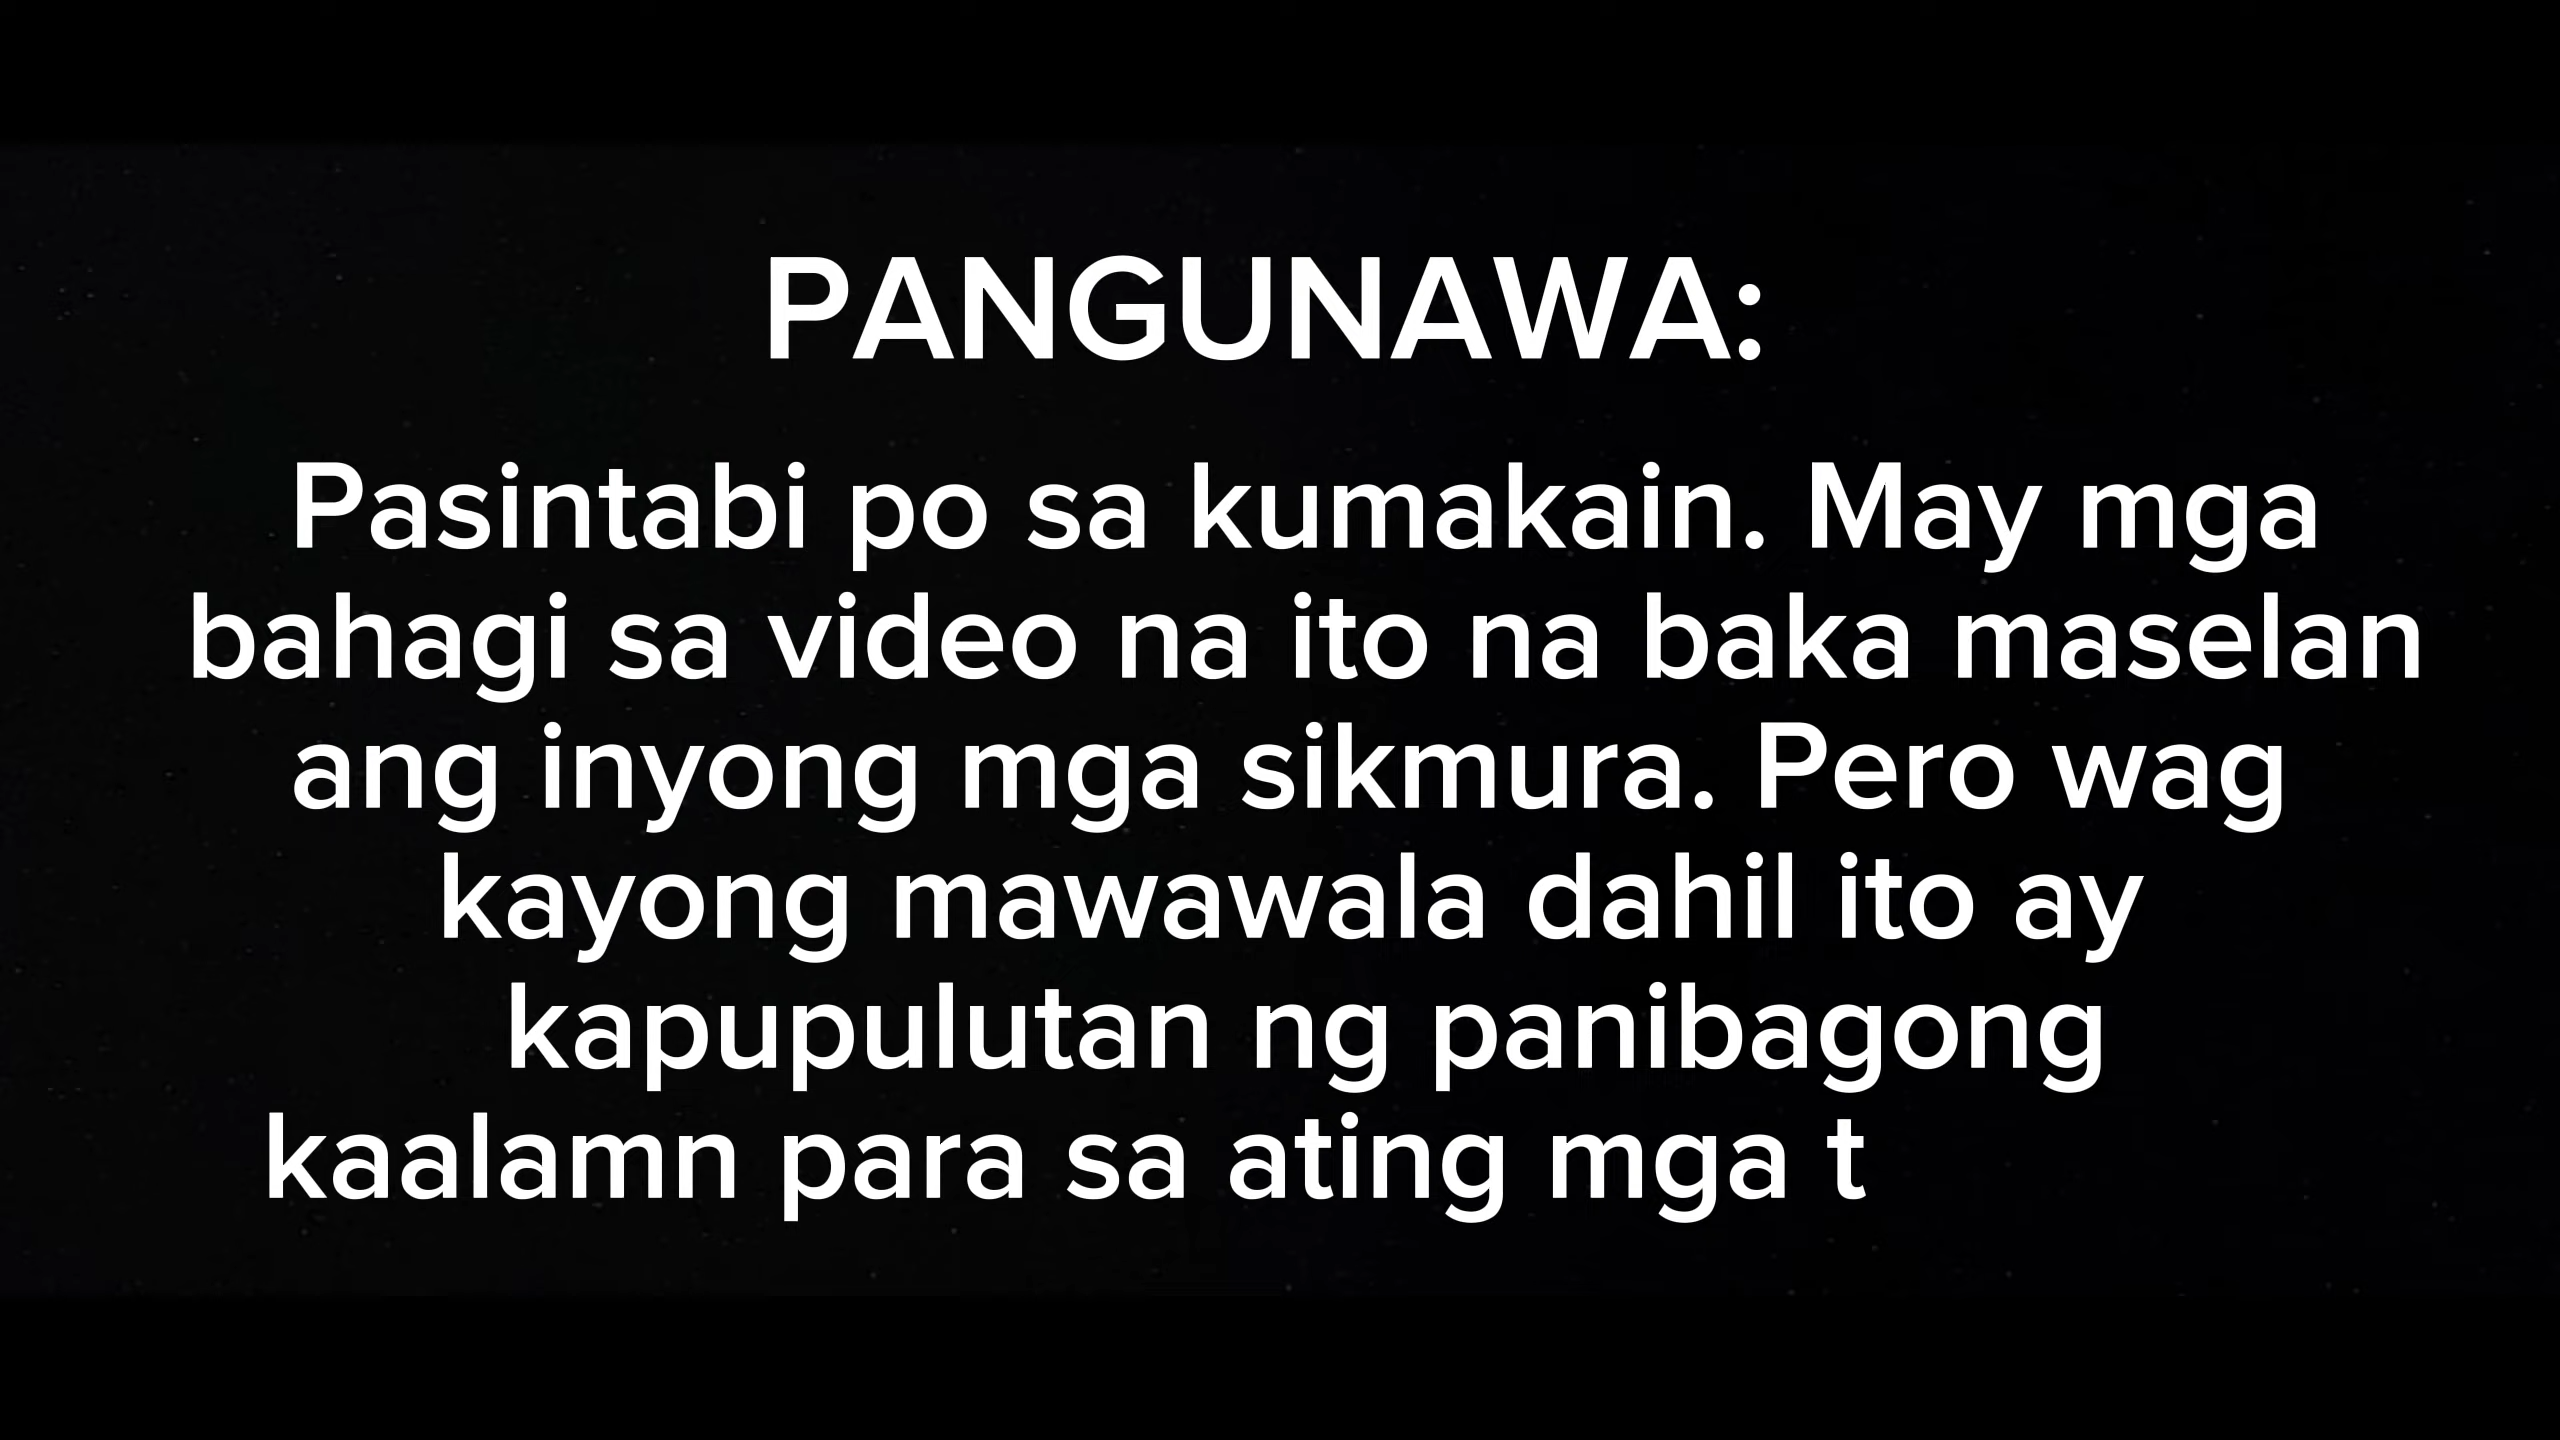 PANGUNAWA:
Pasintabi po sa kumakain. May mga
bahagi sa video na ito na baka maselan
ang inyong mga sikmura. Pero wag
kayong mawawala dahil ito ay
kapupulutan ng panibagong
kaalamn para sa ating mga t